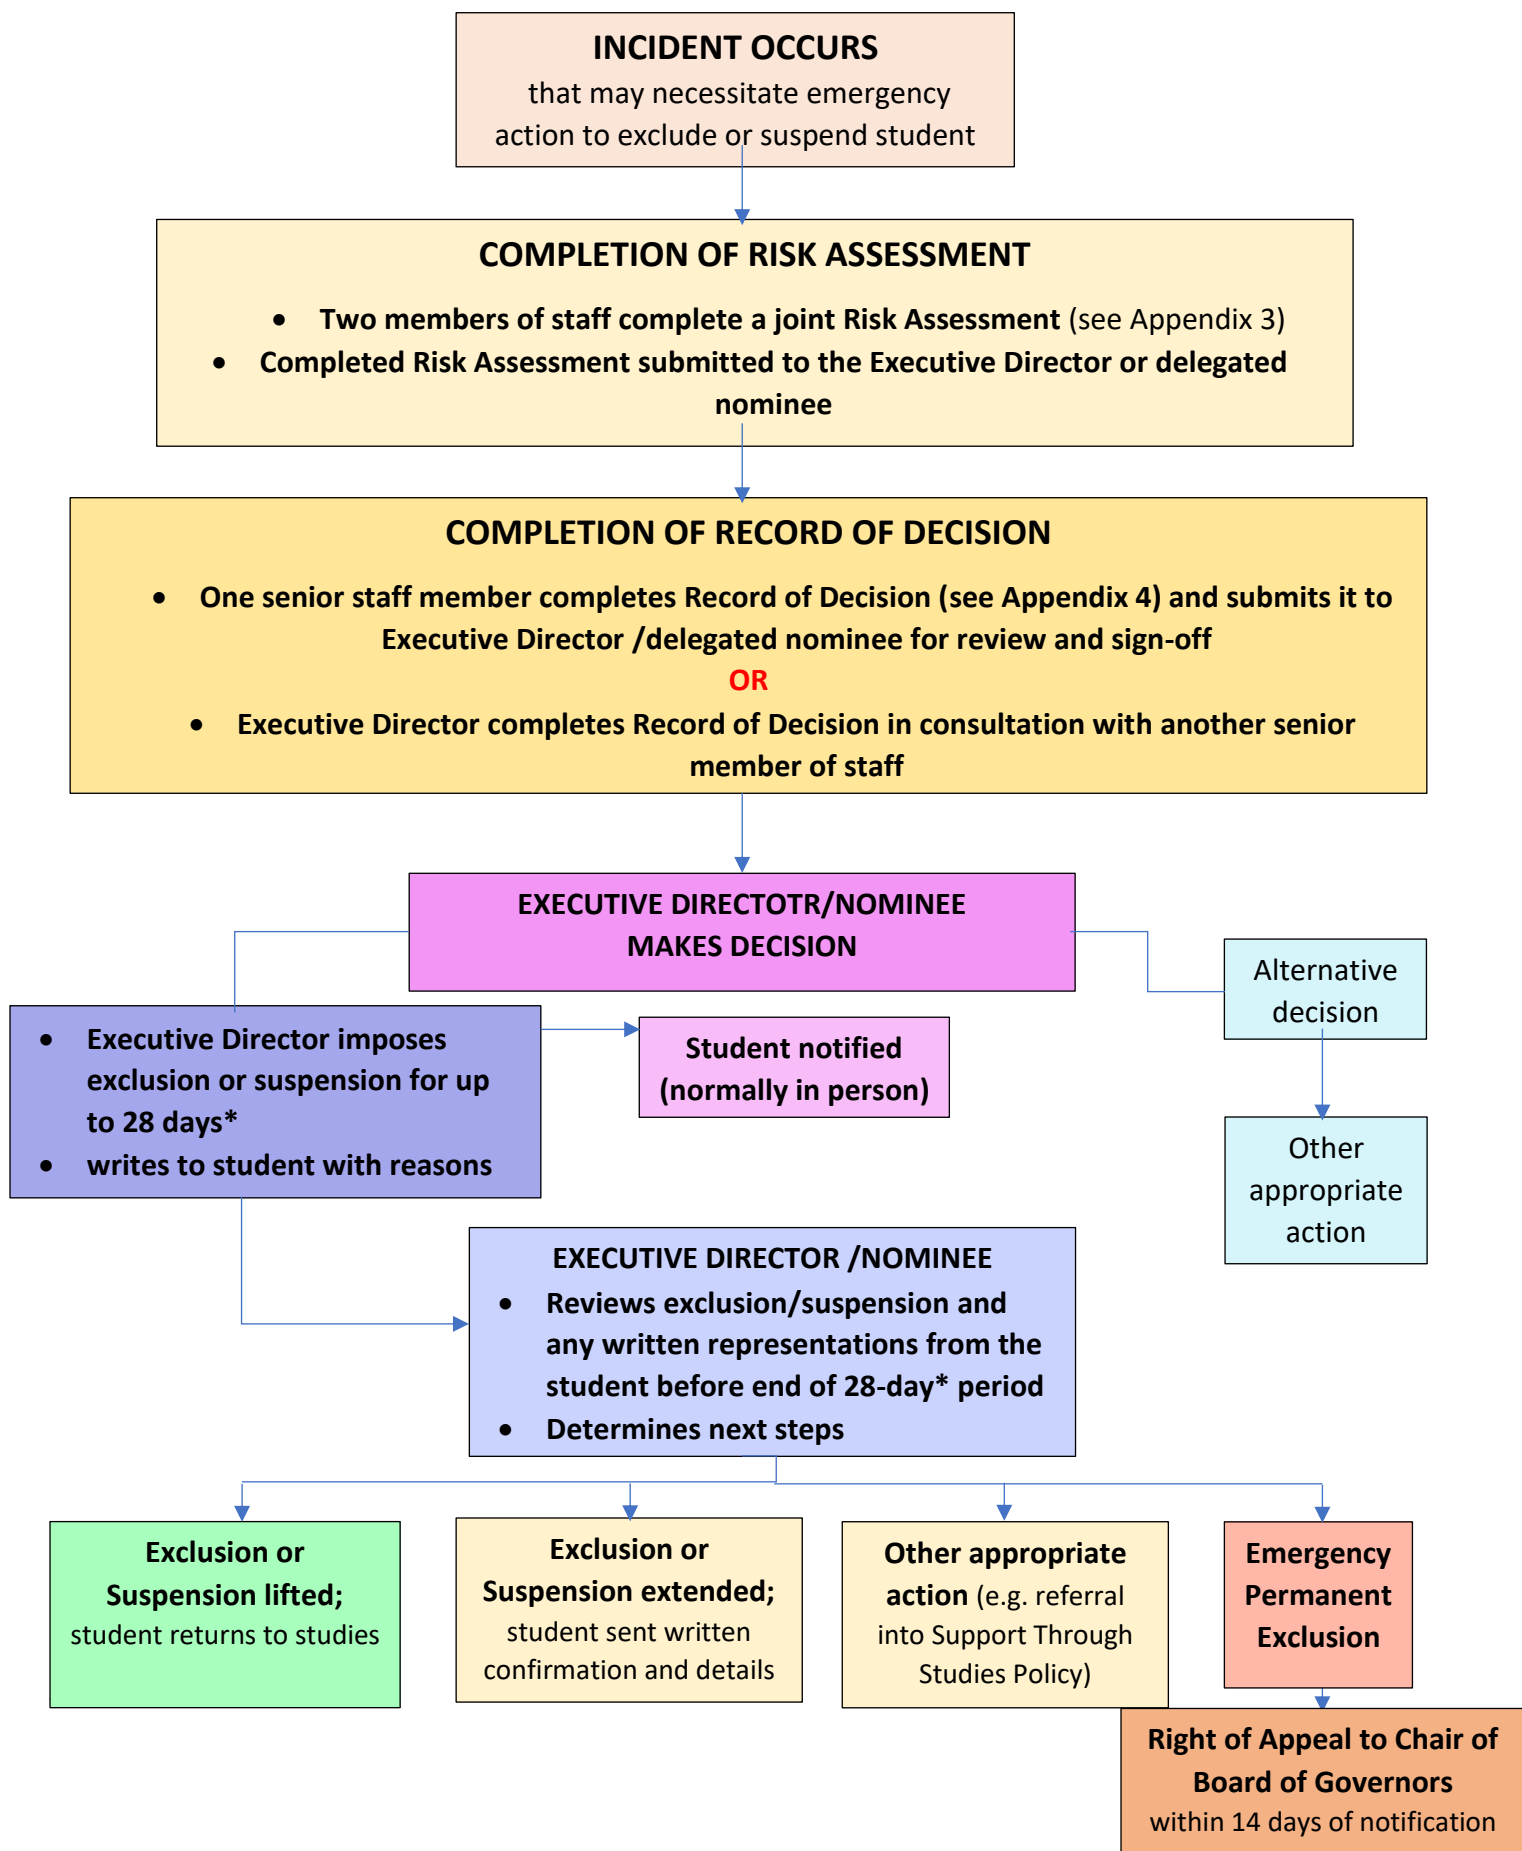 INCIDENT OCCURS
that may necessitate emergency
action to exclude or suspend student
COMPLETION OF RISK ASSESSMENT
• Two members of staff complete a joint Risk Assessment (see Appendix 3)
• Completed Risk Assessment submitted to the Executive Director or delegated
nominee
COMPLETION OF RECORD OF DECISION
• One senior staff member completes Record of Decision (see Appendix 4) and submits it to
Executive Director /delegated nominee for review and sign-off
OR
• Executive Director completes Record of Decision in consultation with another senior
member of staff
EXECUTIVE DIRECTOTR/NOMINEE
MAKES DECISION
Alternative
decision
• Executive Director imposes
exclusion or suspension for up
to 28 days*
• writes to student with reasons
Student notified
(normally in person)
Other
appropriate
action
EXECUTIVE DIRECTOR /NOMINEE
• Reviews exclusion/suspension and
any written representations from the
student before end of 28-day* period
• Determines next steps
Exclusion or
Suspension lifted;
student returns to studies
Exclusion or
Suspension extended;
student sent written
confirmation and details
Other appropriate
action (e.g. referral
into Support Through
Studies Policy)
Emergency
Permanent
Exclusion
Right of Appeal to Chair of
Board of Governors
within 14 days of notification